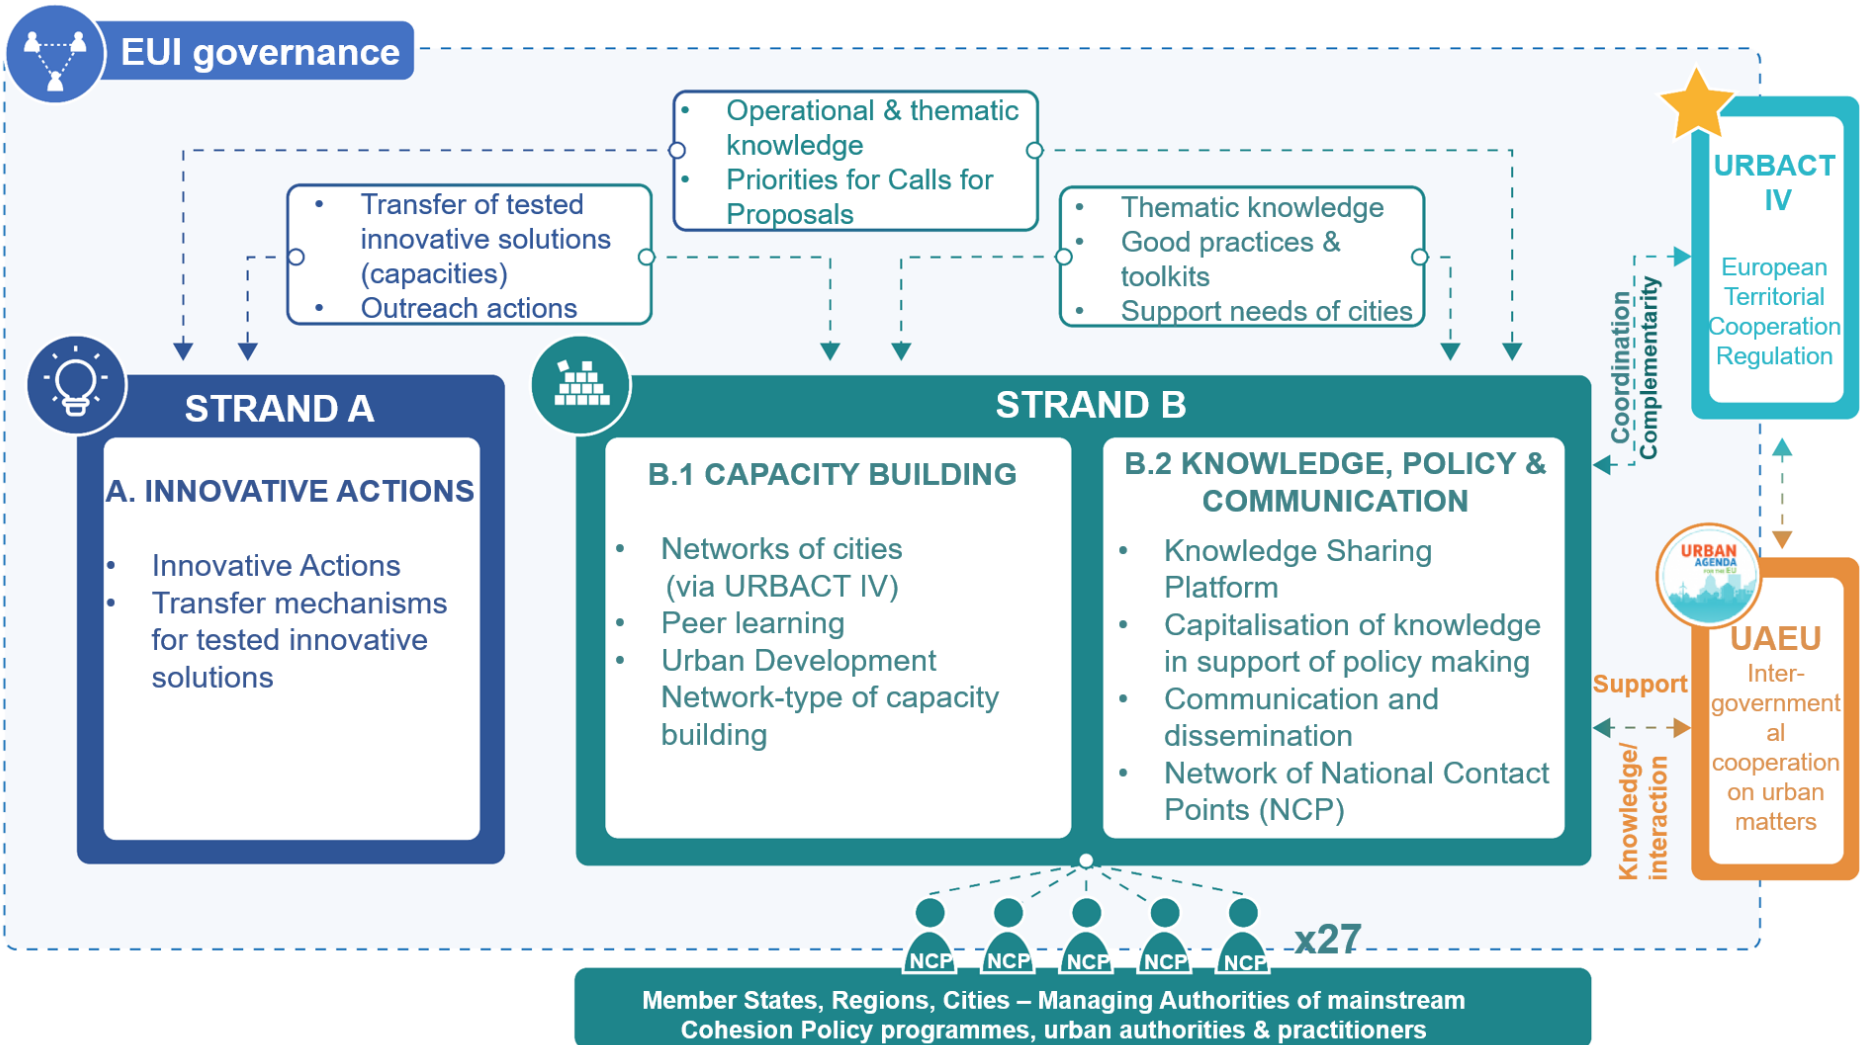 EUI governance
• Operational & thematic
knowledge
• Priorities for Calls for
Proposals
• Transfer of tested
innovative solutions
(capacities)
• Outreach actions
• Thematic knowledge
• Good practices &
toolkits
• Support needs of cities
STRAND A
A. INNOVATIVE ACTIONS
• Innovative Actions
• Transfer mechanisms
for tested innovative
solutions
STRAND B
B.1 CAPACITY BUILDING
• Networks of cities
(via URBACT IV)
• Peer learning
• Urban Development
Network-type of capacity
building
B.2 KNOWLEDGE, POLICY &
COMMUNICATION
• Knowledge Sharing
Platform
• Capitalisation of knowledge
in support of policy making
• Communication and
dissemination
• Network of National Contact
Points (NCP)
Coordination
Complementarity
URBACT
IV
European
Territorial
Cooperation
Regulation
Support
Knowledge/
interaction
URBAN
AGENDA
FOR THE EU
UAEU
Inter-
government
al
cooperation
on urban
matters
NCP
NCP
NCP
NCP
NCP
x27
Member States, Regions, Cities – Managing Authorities of mainstream
Cohesion Policy programmes, urban authorities & practitioners